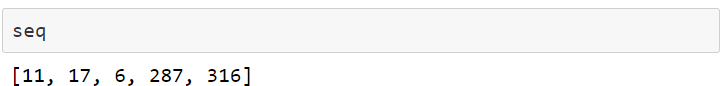 seq
[11, 17, 6, 287, 316]